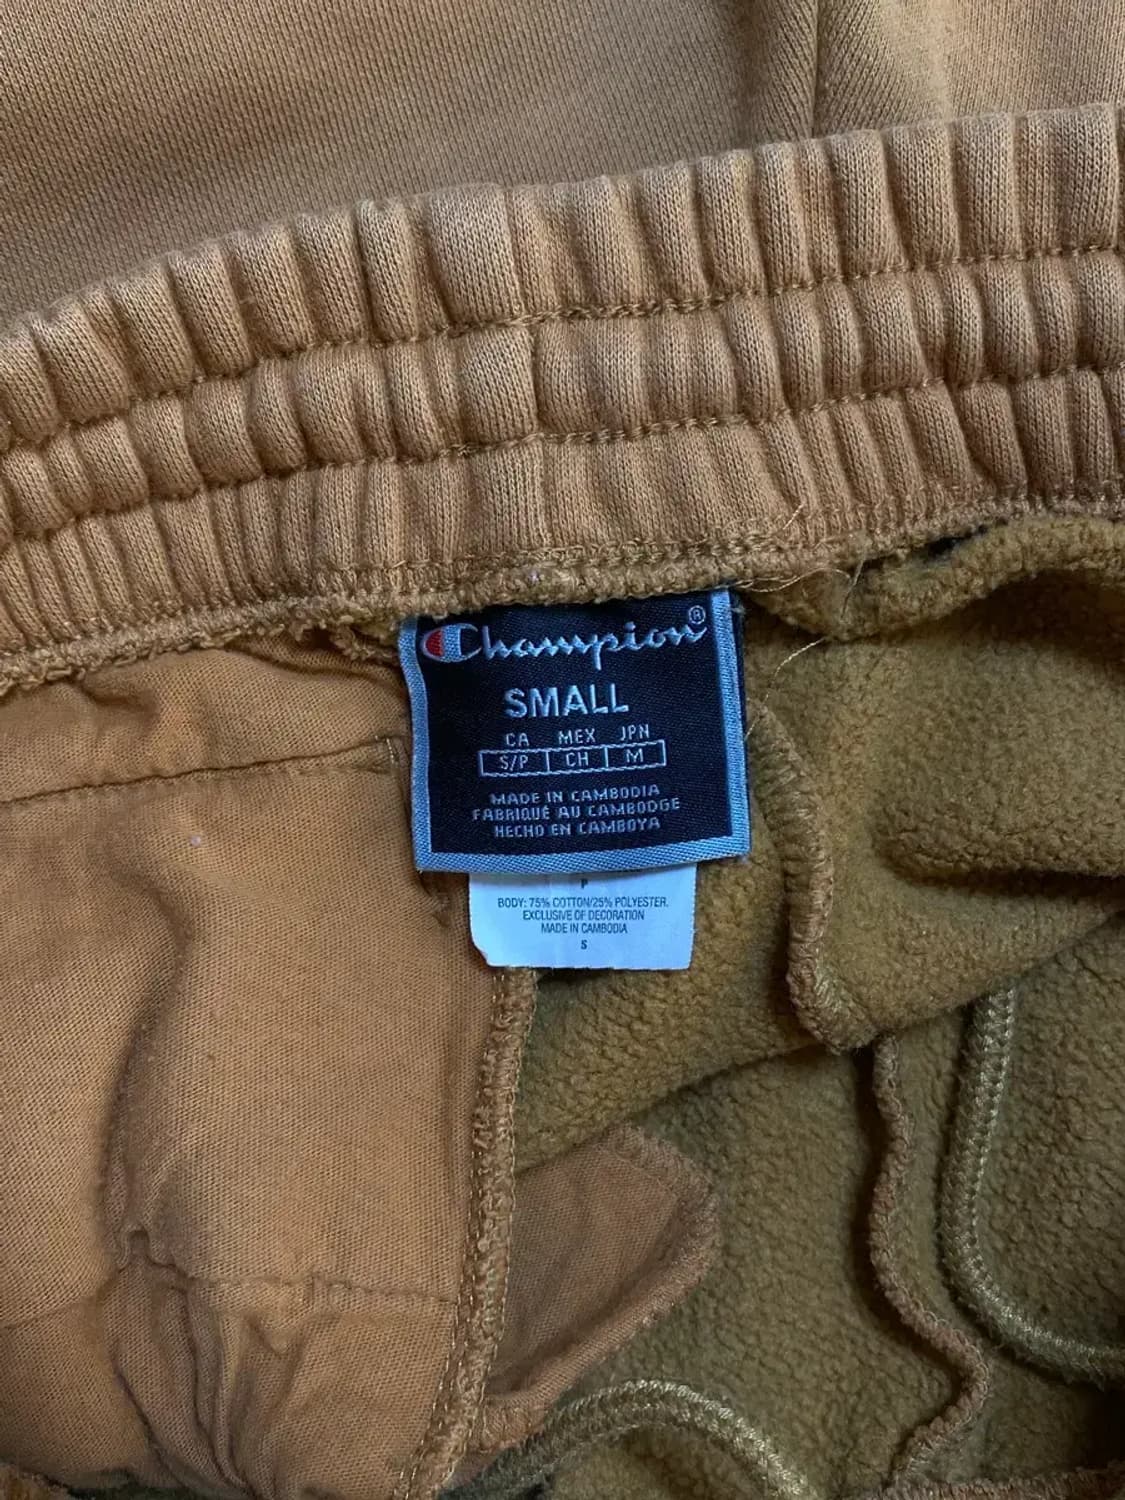 Champion®
SMALL
CA MEX JPN
S/P CH M
MADE IN CAMBODIA
FABRIQUÉ AU CAMBODGE
HECHO EN CAMBOYA
P
BODY: 75% COTTON/25% POLYESTER.
EXCLUSIVE OF DECORATION
MADE IN CAMBODIA
S